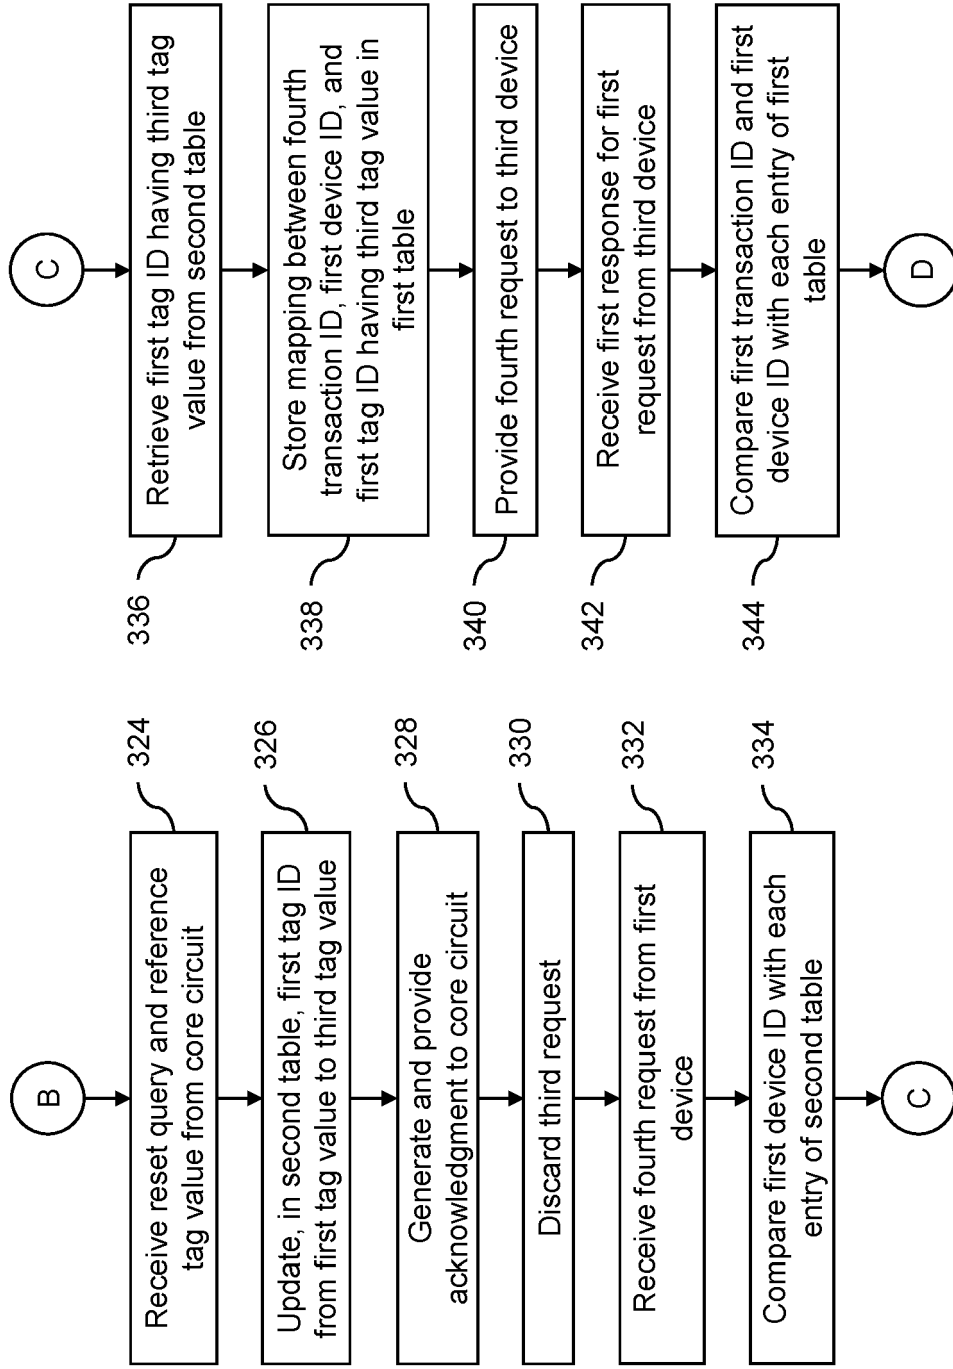 B
324
Receive reset query and reference
tag value from core circuit
326
Update, in second table, first tag ID
from first tag value to third tag value
328
Generate and provide
acknowledgment to core circuit
330
Discard third request
332
Receive fourth request from first
device
334
Compare first device ID with each
entry of second table
C
C
336
Retrieve first tag ID having third tag
value from second table
338
Store mapping between fourth
transaction ID, first device ID, and
first tag ID having third tag value in
first table
340
Provide fourth request to third device
342
Receive first response for first
request from third device
344
Compare first transaction ID and first
device ID with each entry of first
table
D